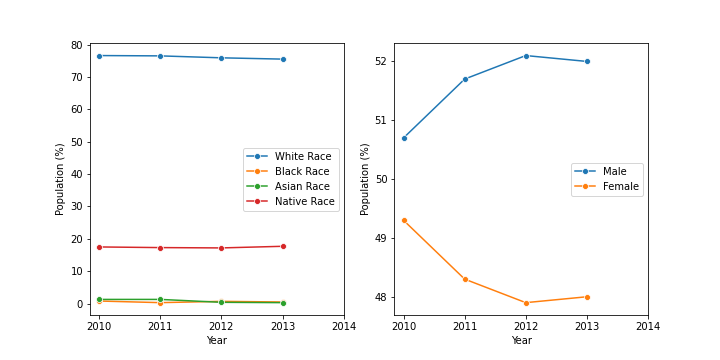 80
70
60
50
40
30
20
10
0
Population (%)
2010 2011 2012 2013 2014
Year
White Race
Black Race
Asian Race
Native Race
52
51
50
49
48
Population (%)
2010 2011 2012 2013 2014
Year
Male
Female